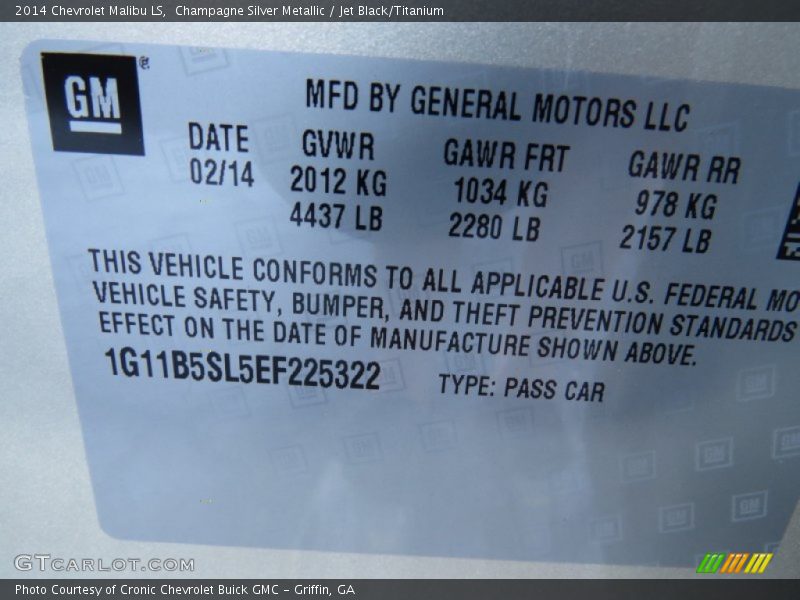 2014 Chevrolet Malibu LS,  Champagne Silver Metallic / Jet Black/Titanium
GM®
MFD BY GENERAL MOTORS LLC
DATE GVWR GAWR FRT GAWR RR
02/14 2012 KG 1034 KG 978 KG
4437 LB 2280 LB 2157 LB
THIS VEHICLE CONFORMS TO ALL APPLICABLE U.S. FEDERAL MO
VEHICLE SAFETY, BUMPER, AND THEFT PREVENTION STANDARDS
EFFECT ON THE DATE OF MANUFACTURE SHOWN ABOVE.
1G11B5SL5EF225322 TYPE: PASS CAR
GTCARLOT.COM
Photo Courtesy of Cronic Chevrolet Buick GMC – Griffin, GA